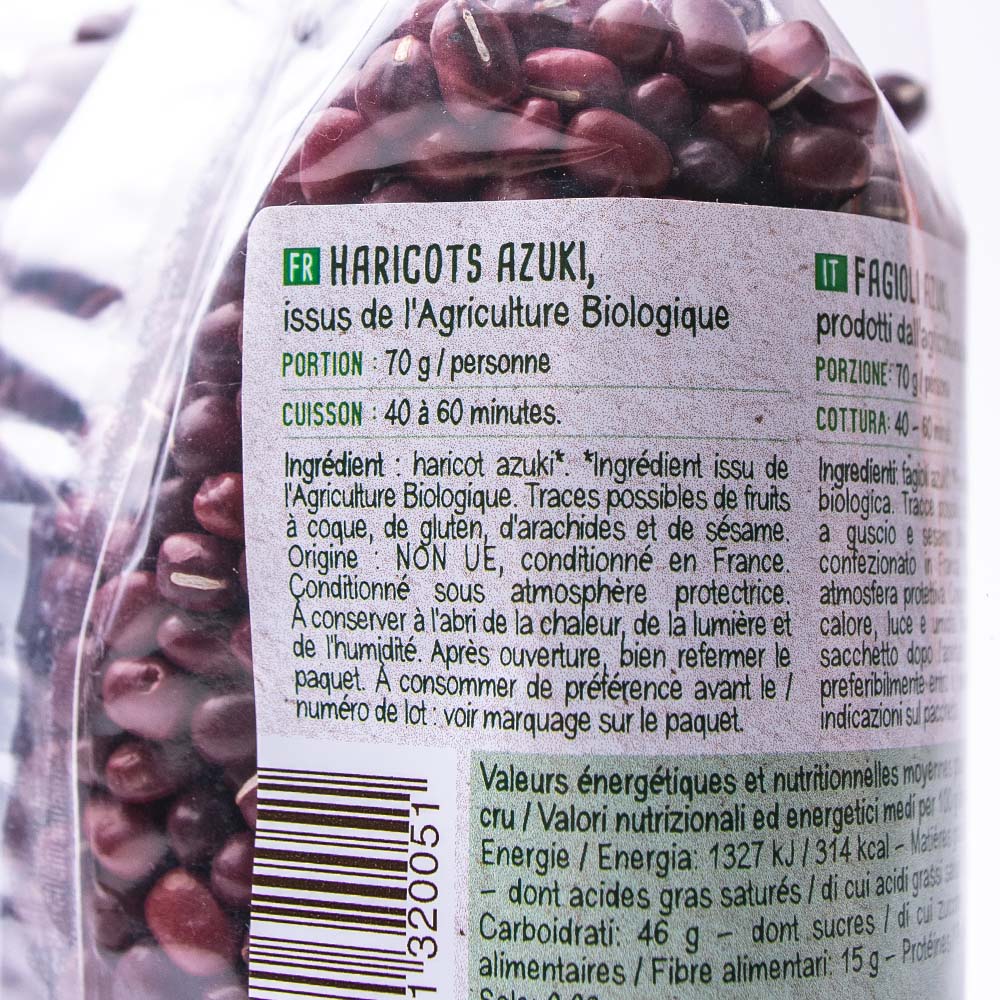 FR HARICOTS AZUKI,
issus de l'Agriculture Biologique
PORTION : 70 g / personne
CUISSON : 40 à 60 minutes.
Ingrédient : haricot azuki*. *Ingrédient issu de
l'Agriculture Biologique. Traces possibles de fruits
à coque, de gluten, d'arachides et de sésame.
Origine : NON UE, conditionné en France.
Conditionné sous atmosphère protectrice.
À conserver à l'abri de la chaleur, de la lumière et
de l'humidité. Après ouverture, bien refermer le
paquet. À consommer de préférence avant le /
numéro de lot : voir marquage sur le paquet.
IT FAGIOLI
prodotti
PORZIONE: 70 g /
COTTURA: 40 - 60
Ingredienti: fagioli
biologica. Tracce
a guscio e
confezionato in
atmosfera protettiva
calore, luce e
sacchetto dopo
preferibilmente
indicazioni sul
Valeurs énergétiques et nutritionnelles moyennes
cru / Valori nutrizionali ed energetici medi per
Energie / Energia: 1327 kJ / 314 kcal - Matières
- dont acides gras saturés / di cui acidi grassi
Carboidrati: 46 g - dont sucres / di cui
alimentaires / Fibre alimentari: 15 g - Protéines
1320051